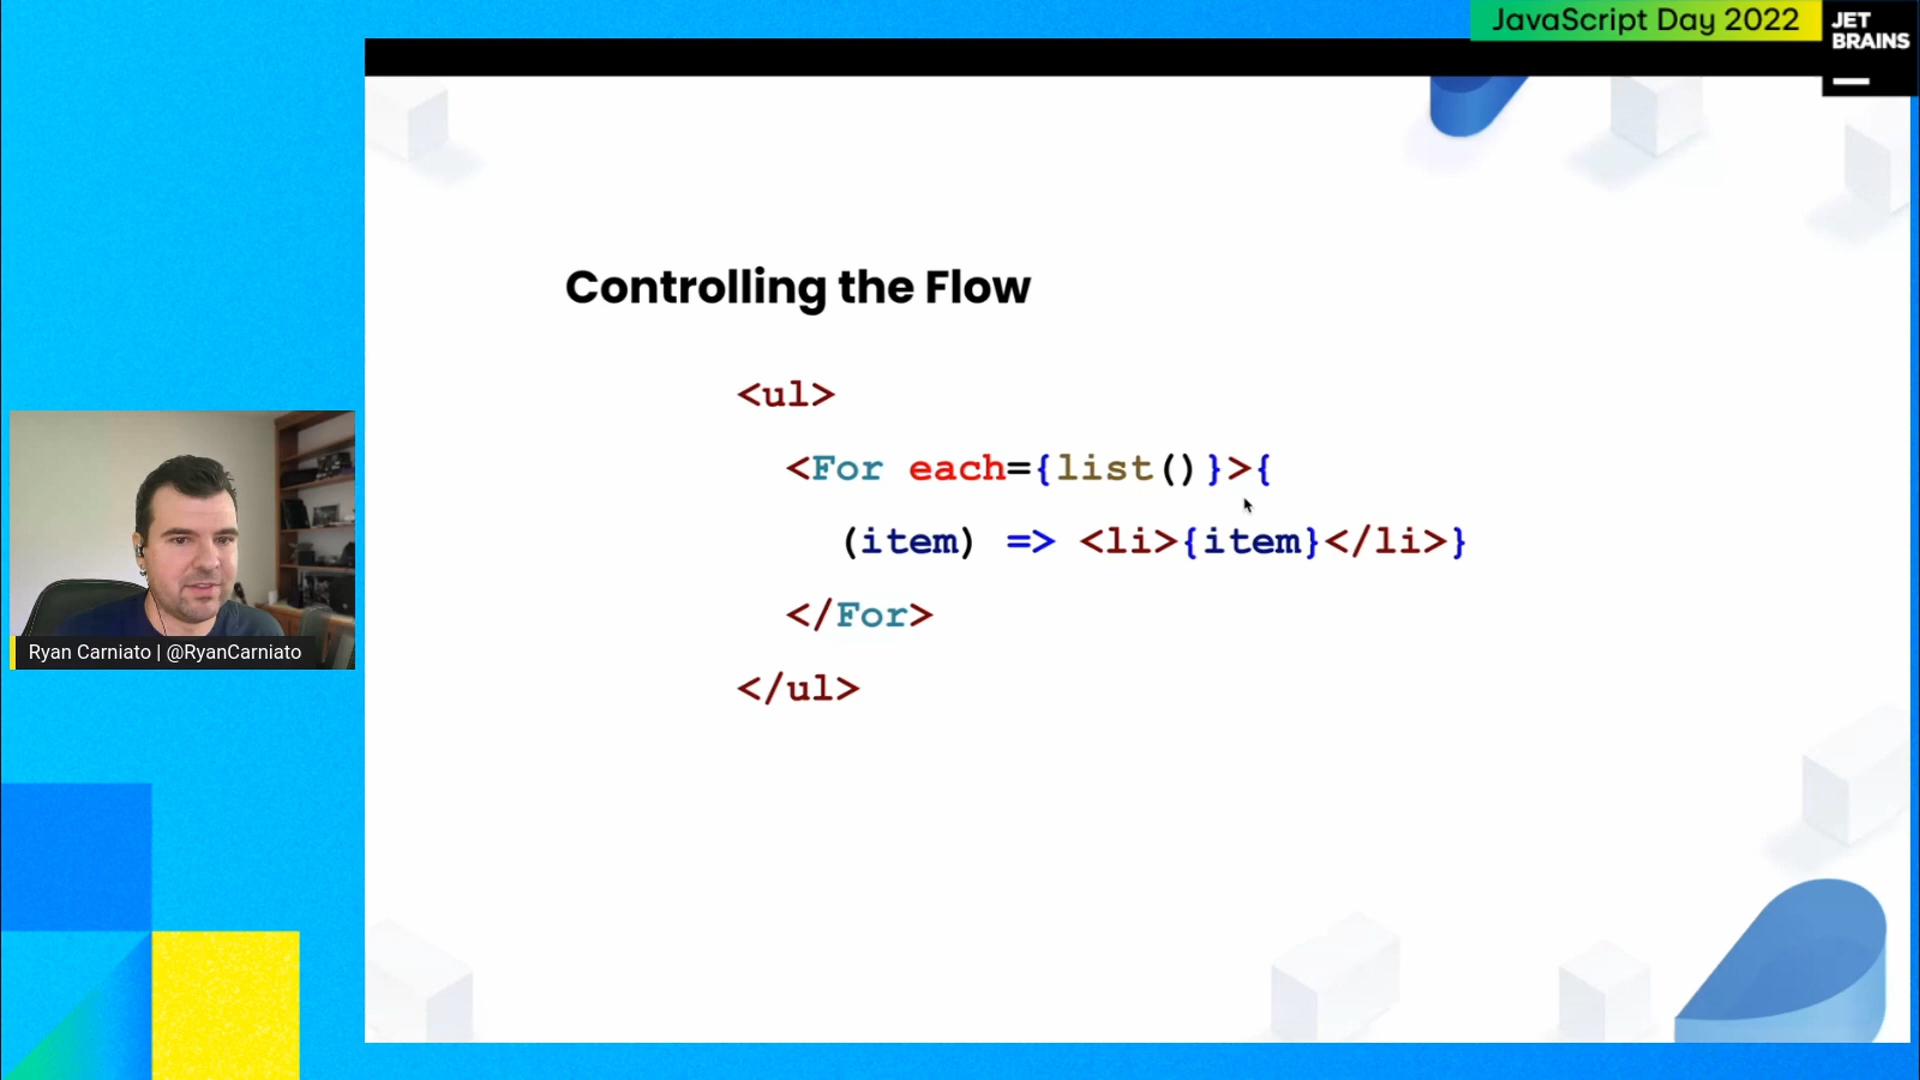 JavaScript Day 2022
JET
BRAINS
Controlling the Flow
<ul>
<For each={list()}>{
(item) => <li>{item}</li>}
</For>
</ul>
Ryan Carniato | @RyanCarniato